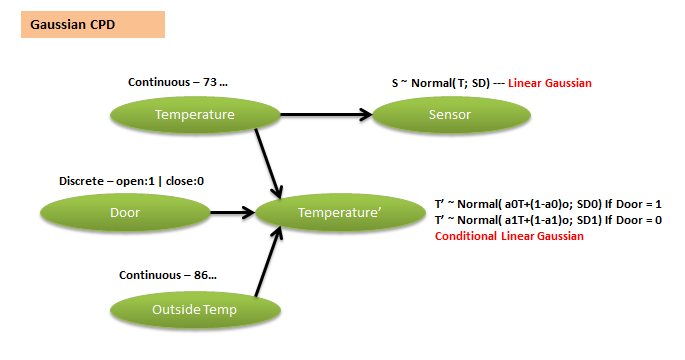 Gaussian CPD
Continuous – 73 ...
S ~ Normal( T; SD) --- Linear Gaussian
Temperature
Sensor
Discrete – open:1 | close:0
Door
Temperature’
T’ ~ Normal( a0T+(1-a0)o; SD0) If Door = 1
T’ ~ Normal( a1T+(1-a1)o; SD1) If Door = 0
Conditional Linear Gaussian
Continuous – 86...
Outside Temp